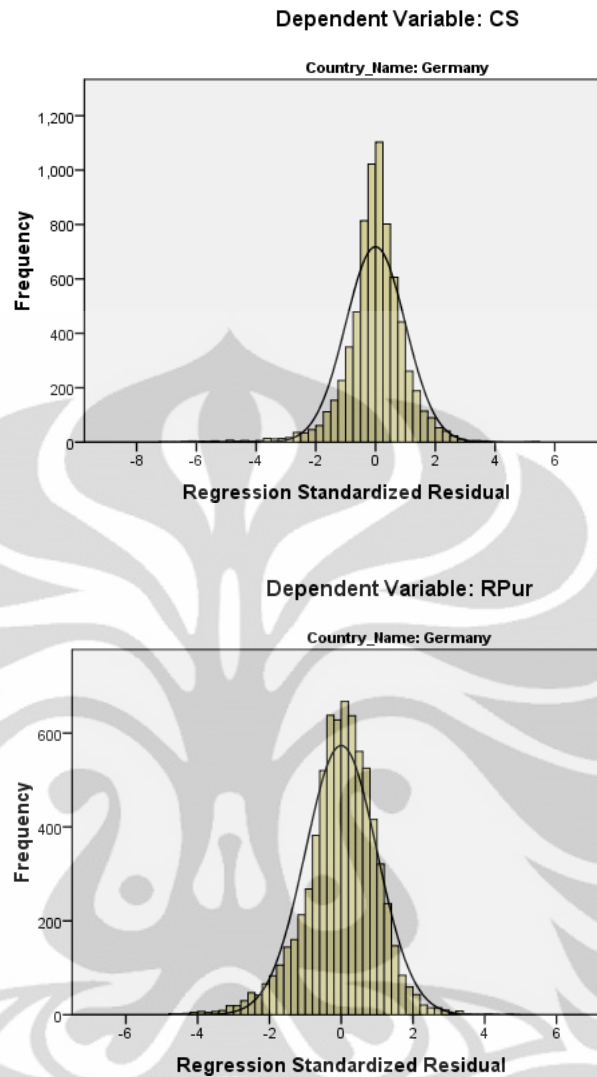 Dependent Variable: CS
Country_Name: Germany
1,200
1,000
800
600
400
200
0
Frequency
-8 -6 -4 -2 0 2 4 6
Regression Standardized Residual
Dependent Variable: RPur
Country_Name: Germany
600
400
200
0
Frequency
-6 -4 -2 0 2 4 6
Regression Standardized Residual